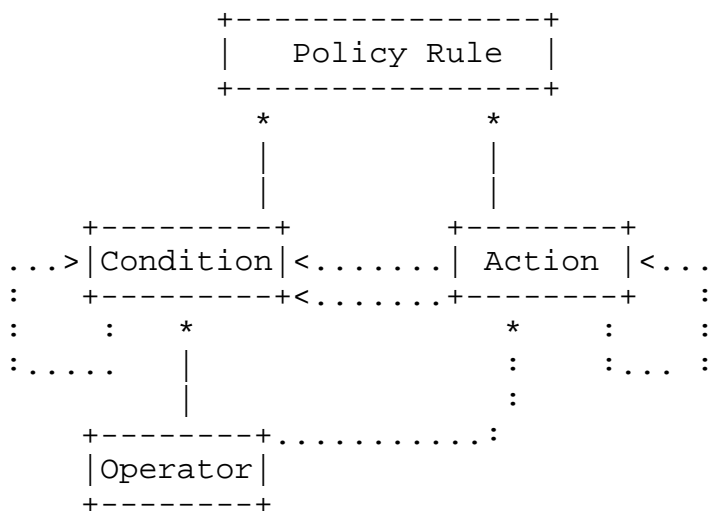 +----------------+
|   Policy Rule  |
+----------------+
*           *
|           |
|           |
+---------+        +--------+
...>|Condition|<.......| Action |<...
:   +---------+<.......+--------+   :
:    :   *                *    :    :
:.....   |                :    :... :
|                :
+--------+...........:
|Operator|
+--------+